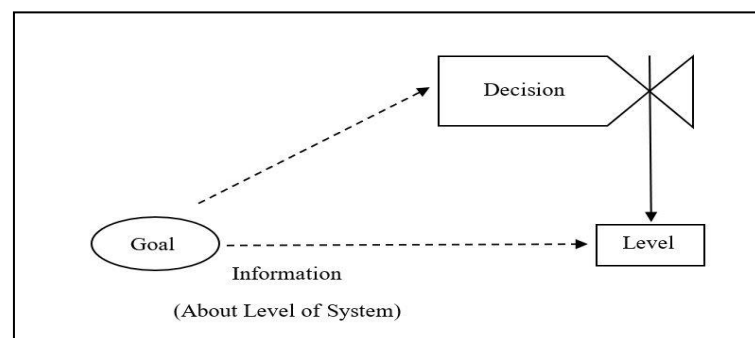 Decision
Goal
Level
Information
(About Level of System)